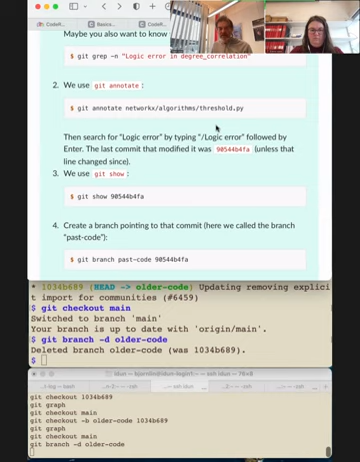 CodeR...
Basics...
CodeR...
Maybe you also want to know
$ git grep -n "Logic error in degree_correlation"
2. We use git annotate :
$ git annotate networkx/algorithms/threshold.py
Then search for "Logic error" by typing "/Logic error" followed by
Enter. The last commit that modified it was 90544b4fa (unless that
line changed since).
3. We use git show :
$ git show 90544b4fa
4. Create a branch pointing to that commit (here we called the branch
"past-code"):
$ git branch past-code 90544b4fa
* 1034b689 (HEAD -> older-code) Updating removing explici
t import for communities (#6459)
$ git checkout main
Switched to branch 'main'
Your branch is up to date with 'origin/main'.
$ git branch -d older-code
Deleted branch older-code (was 1034b689).
$
git checkout 1034b689
git graph
git checkout main
git checkout -b older-code 1034b689
git graph
git checkout main
git branch -d older-code